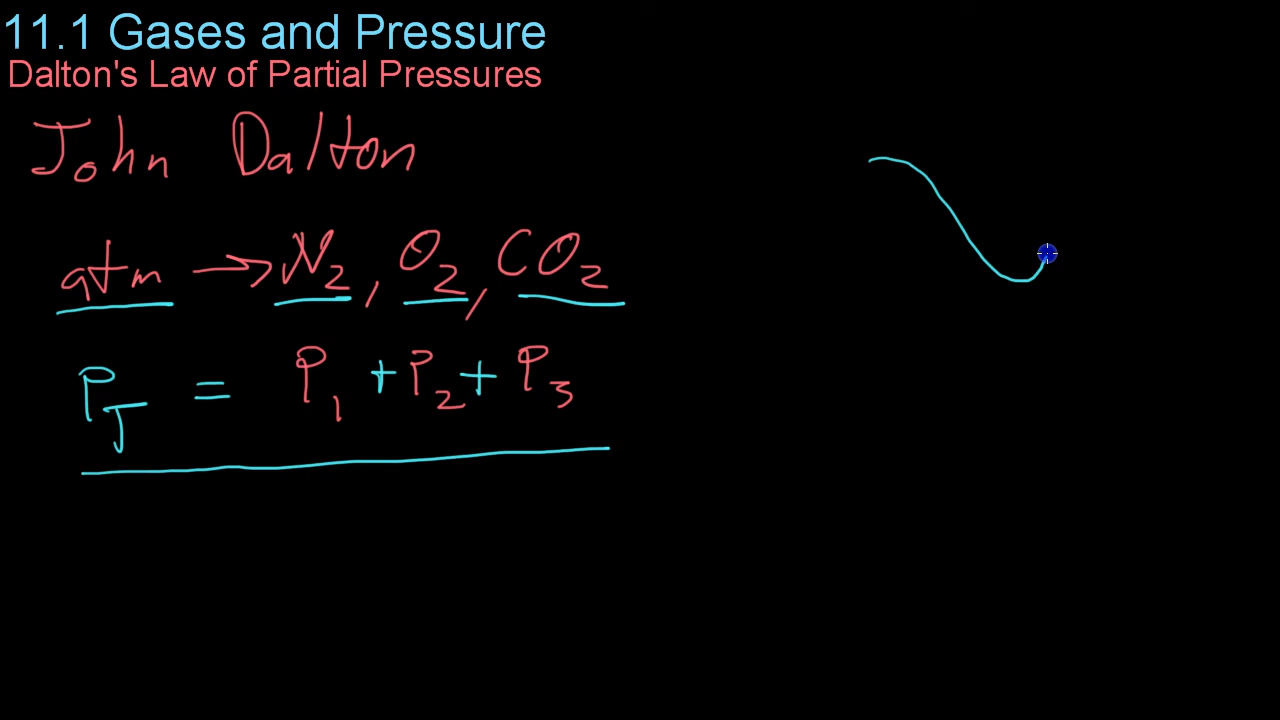 11.1 Gases and Pressure
Dalton's Law of Partial Pressures
John Dalton
atm → N₂, O₂, CO₂
P_T = P₁ + P₂ + P₃